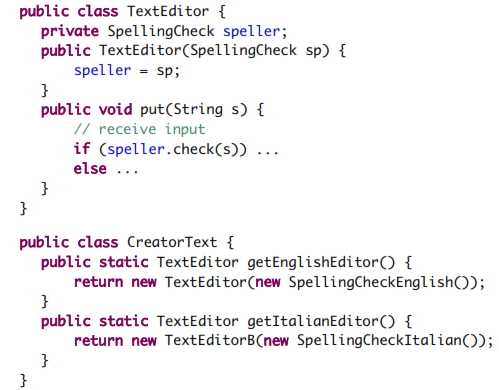 public class TextEditor {
private SpellingCheck speller;
public TextEditor(SpellingCheck sp) {
speller = sp;
}
public void put(String s) {
// receive input
if (speller.check(s)) ...
else ...
}
}
public class CreatorText {
public static TextEditor getEnglishEditor() {
return new TextEditor(new SpellingCheckEnglish());
}
public static TextEditor getItalianEditor() {
return new TextEditorB(new SpellingCheckItalian());
}
}